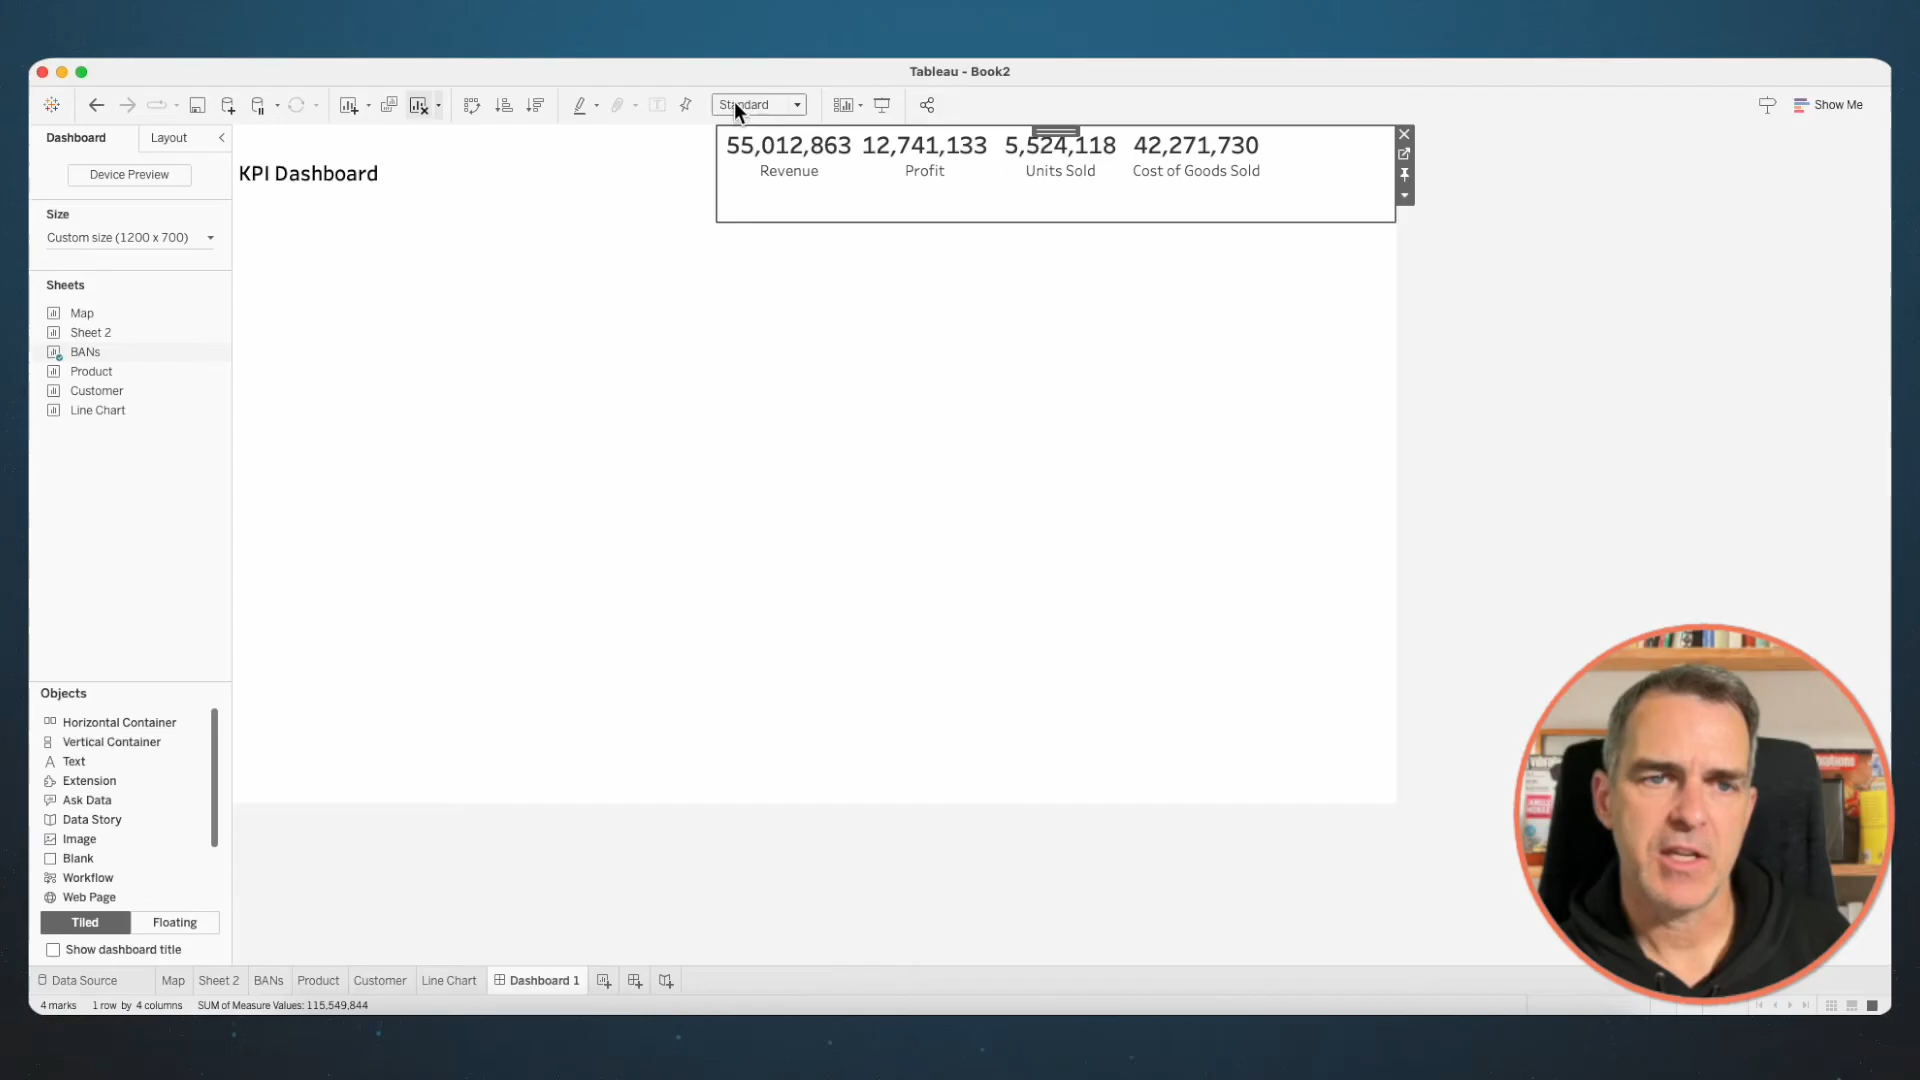 Tableau - Book2
Standard
Show Me
Dashboard
Layout
Device Preview
Size
Custom size (1200 x 700)
Sheets
Map
Sheet 2
BANs
Product
Customer
Line Chart
KPI Dashboard
55,012,863 12,741,133 5,524,118 42,271,730
Revenue Profit Units Sold Cost of Goods Sold
Objects
Horizontal Container
Vertical Container
Text
Extension
Ask Data
Data Story
Image
Blank
Workflow
Web Page
Tiled Floating
Show dashboard title
Data Source Map Sheet 2 BANs Product Customer Line Chart Dashboard 1
4 marks 1 row by 4 columns SUM of Measure Values: 115,549,844